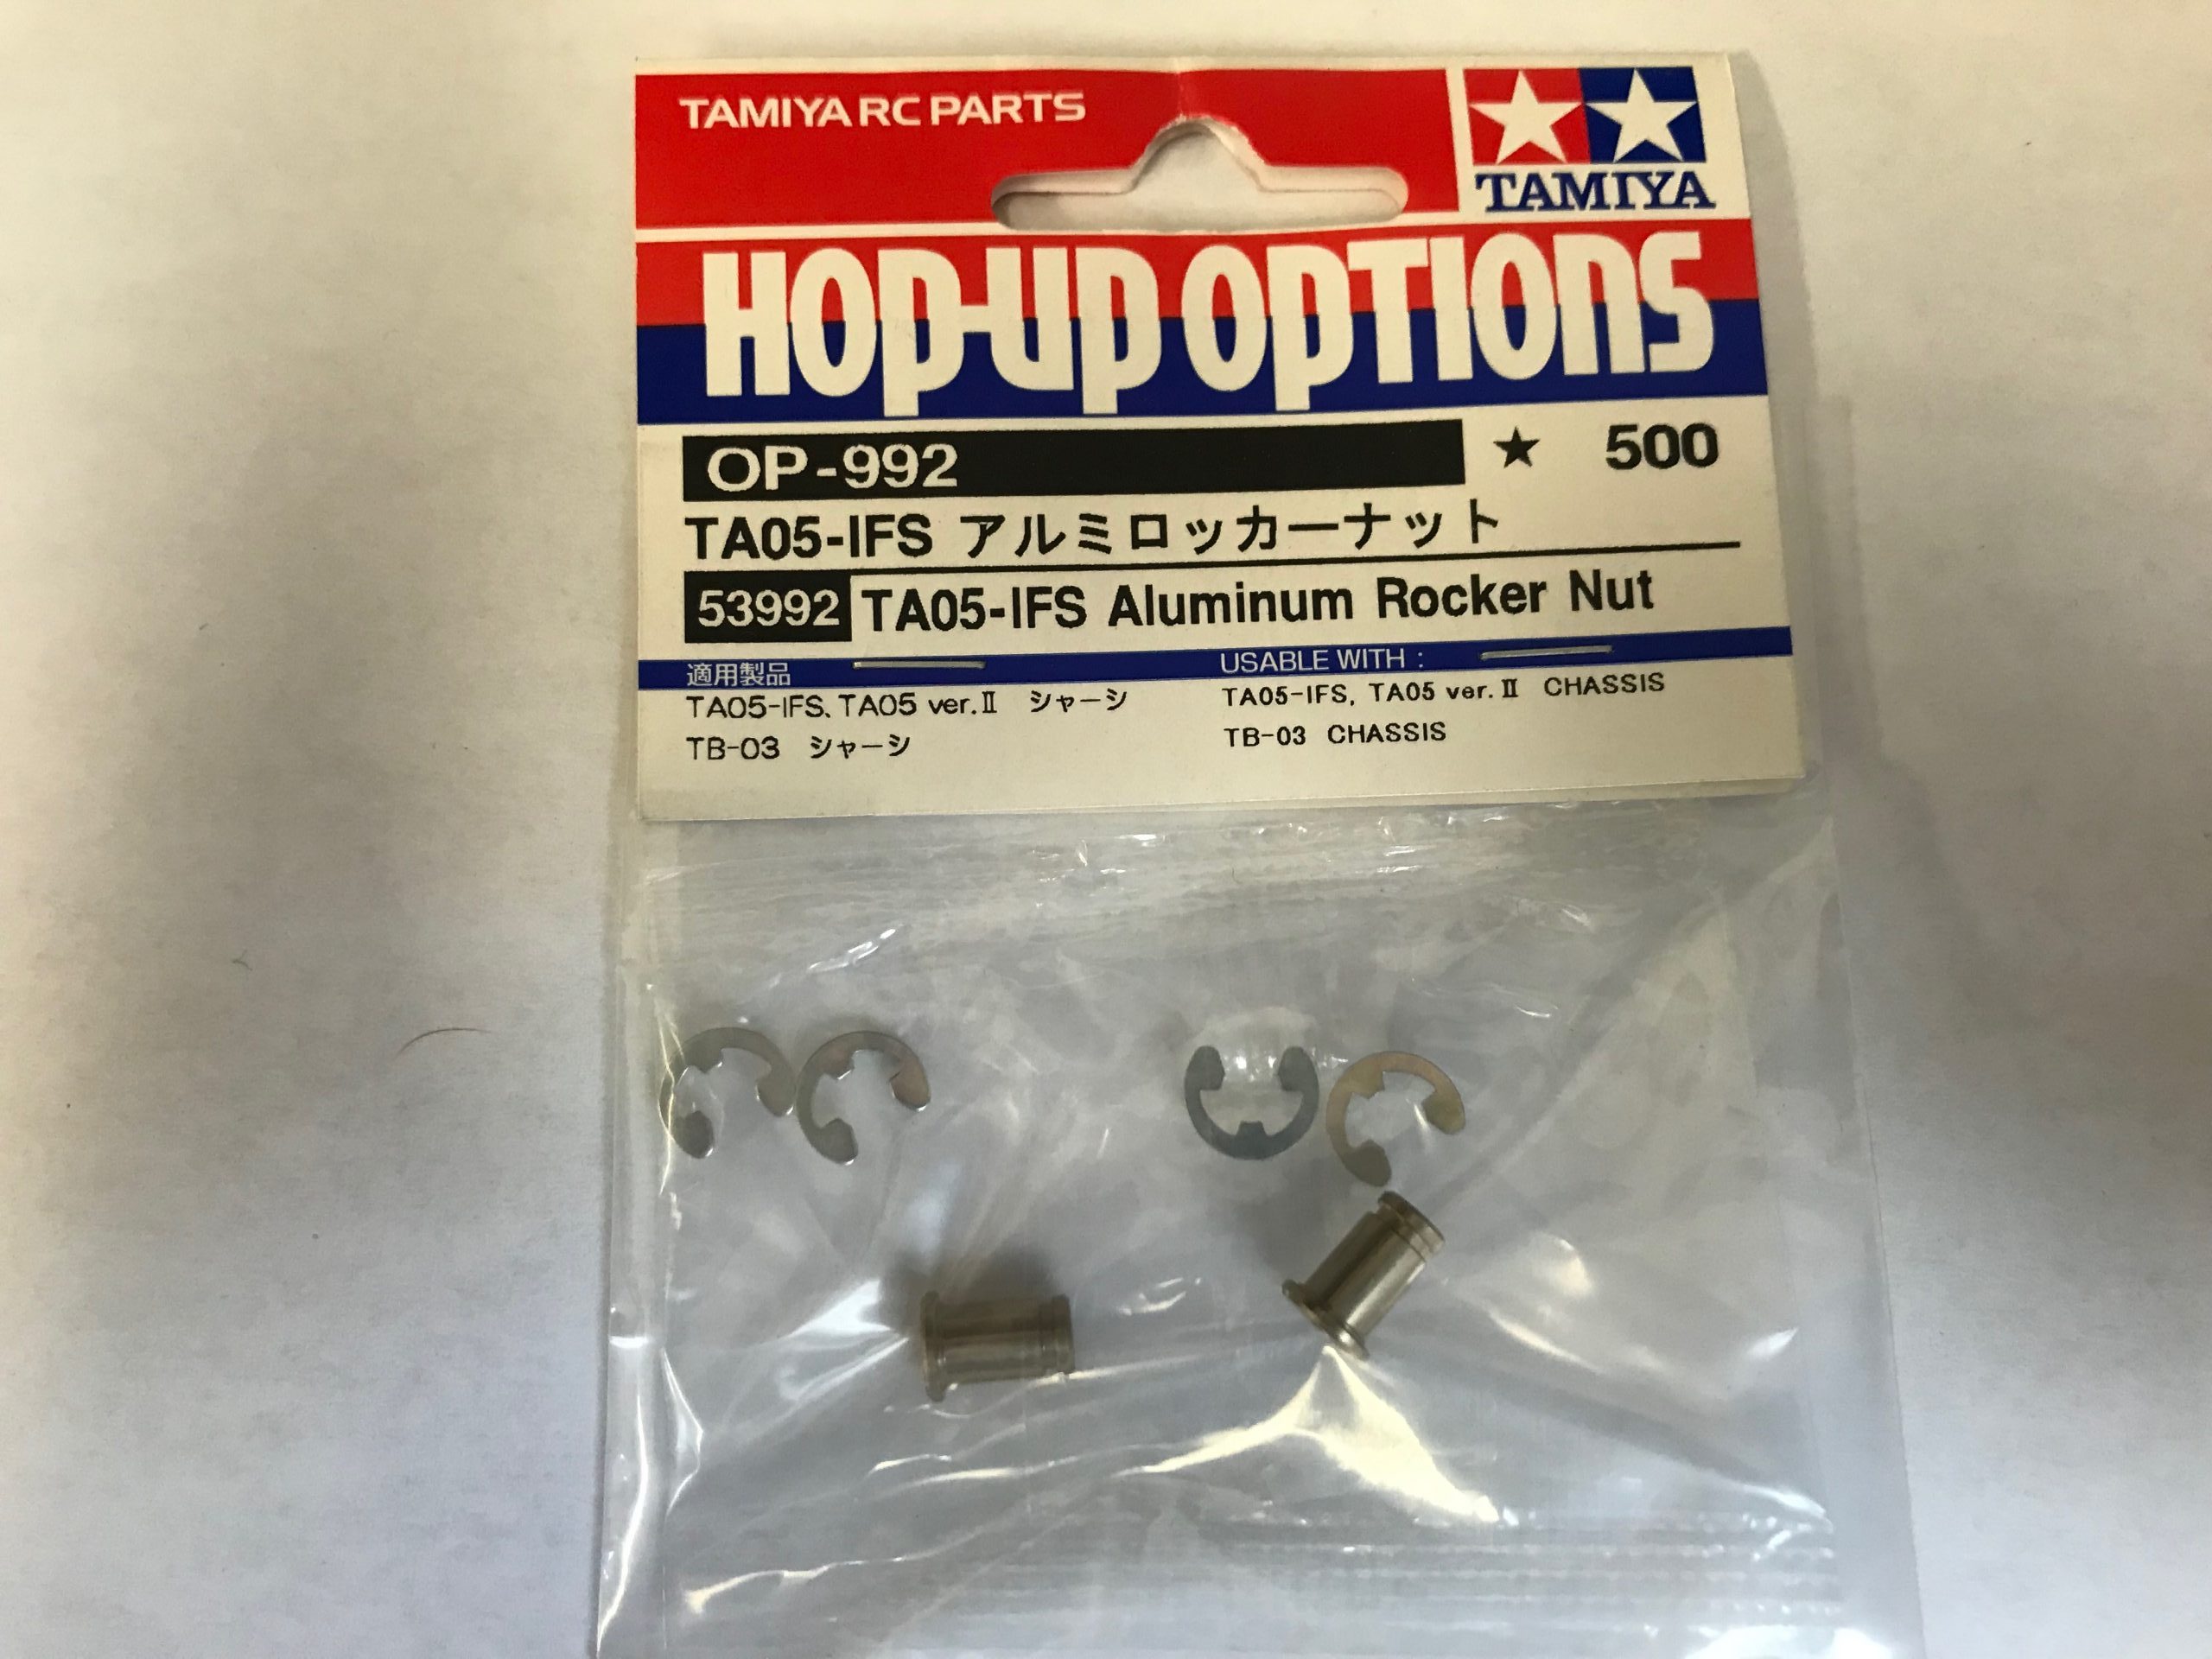 TAMIYA RC PARTS
TAMIYA
HOP-UP OPTIONS
OP-992 ★ 500
TA05-IFS アルミロッカーナット
53992 TA05-IFS Aluminum Rocker Nut
適用製品
TA05-IFS、TA05 ver.Ⅱ シャーシ
TB-03 シャーシ
USABLE WITH :
TA05-IFS, TA05 ver.Ⅱ CHASSIS
TB-03 CHASSIS